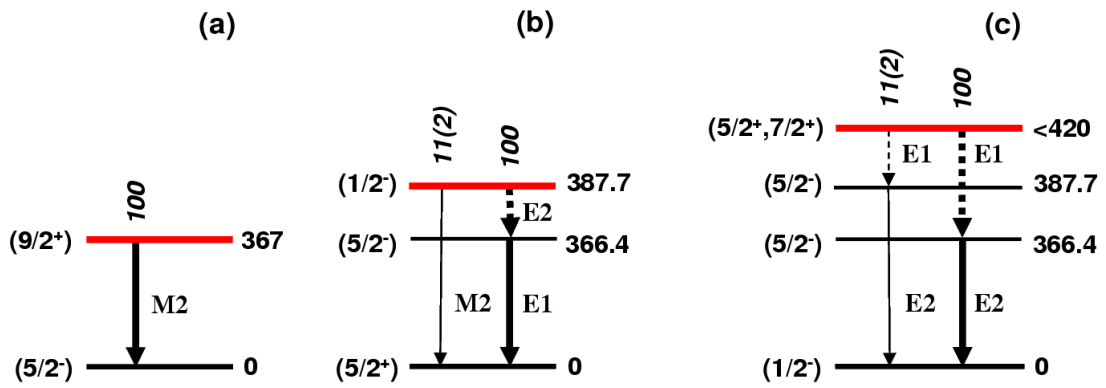 (a)
100
(9/2⁺)
367
M2
(5/2⁻)
0
(b)
11(2)
100
(1/2⁻)
387.7
E2
(5/2⁻)
366.4
M2
E1
(5/2⁺)
0
(c)
11(2)
100
(5/2⁺,7/2⁺)
<420
E1
E1
(5/2⁻)
387.7
(5/2⁻)
366.4
E2
E2
(1/2⁻)
0